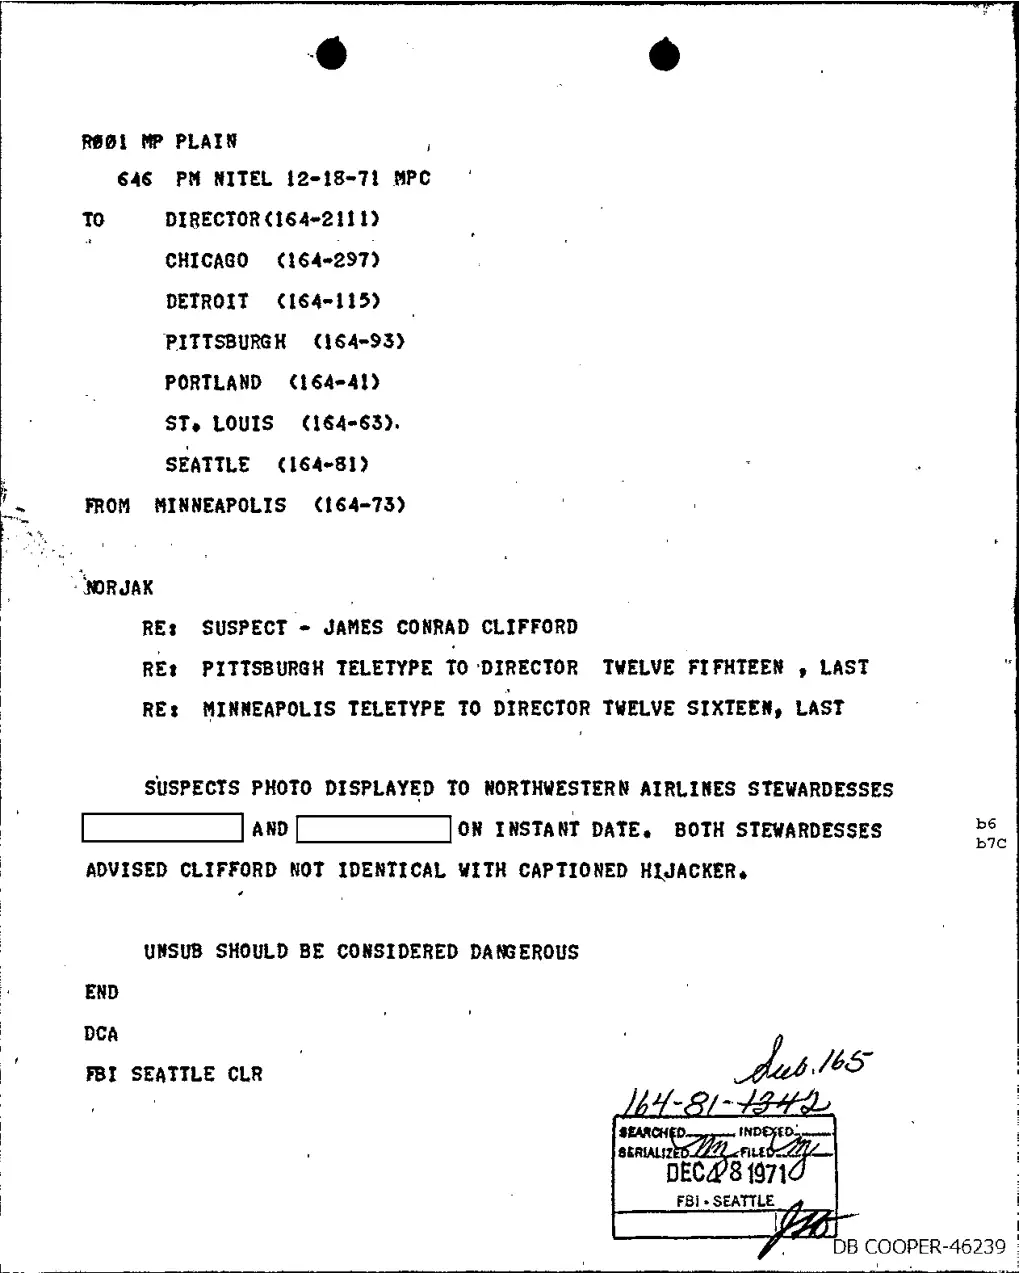 RØØ1 MP PLAIN
646 PM NITEL 12-18-71 MPC
TO DIRECTOR(164-2111)
CHICAGO (164-297)
DETROIT (164-115)
PITTSBURGH (164-93)
PORTLAND (164-41)
ST. LOUIS (164-63).
SEATTLE (164-81)
FROM MINNEAPOLIS (164-73)
NORJAK
RE: SUSPECT - JAMES CONRAD CLIFFORD
RE: PITTSBURGH TELETYPE TO DIRECTOR TWELVE FIFHTEEN , LAST
RE: MINNEAPOLIS TELETYPE TO DIRECTOR TWELVE SIXTEEN, LAST
SUSPECTS PHOTO DISPLAYED TO NORTHWESTERN AIRLINES STEWARDESSES
AND ON INSTANT DATE. BOTH STEWARDESSES
b6
b7C
ADVISED CLIFFORD NOT IDENTICAL WITH CAPTIONED HIJACKER.
UNSUB SHOULD BE CONSIDERED DANGEROUS
END
DCA
FBI SEATTLE CLR
Sub.165
164-81-1342
SEARCHED INDEXED
SERIALIZED FILED
DEC 18 1971
FBI - SEATTLE
DB COOPER-46239